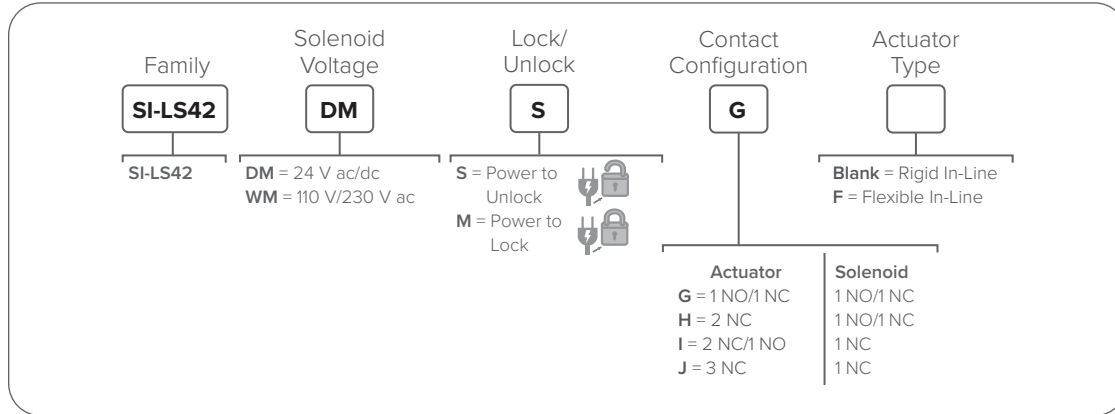 Family
Solenoid
Voltage
Lock/
Unlock
Contact
Configuration
Actuator
Type
SI-LS42
DM
S
G
SI-LS42
DM = 24 V ac/dc
WM = 110 V/230 V ac
S = Power to
Unlock
M = Power to
Lock
Blank = Rigid In-Line
F = Flexible In-Line
Actuator
Solenoid
G = 1 NO/1 NC
1 NO/1 NC
H = 2 NC
1 NO/1 NC
I = 2 NC/1 NO
1 NC
J = 3 NC
1 NC